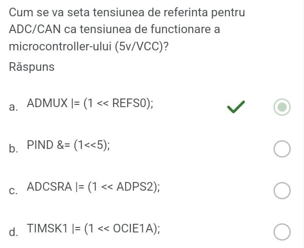 Cum se va seta tensiunea de referinta pentru
ADC/CAN ca tensiunea de functionare a
microcontroller-ului (5v/VCC)?
Răspuns
a. ADMUX |= (1 << REFS0);
b. PIND &= (1<<5);
c. ADCSRA |= (1 << ADPS2);
d. TIMSK1 |= (1 << OCIE1A);